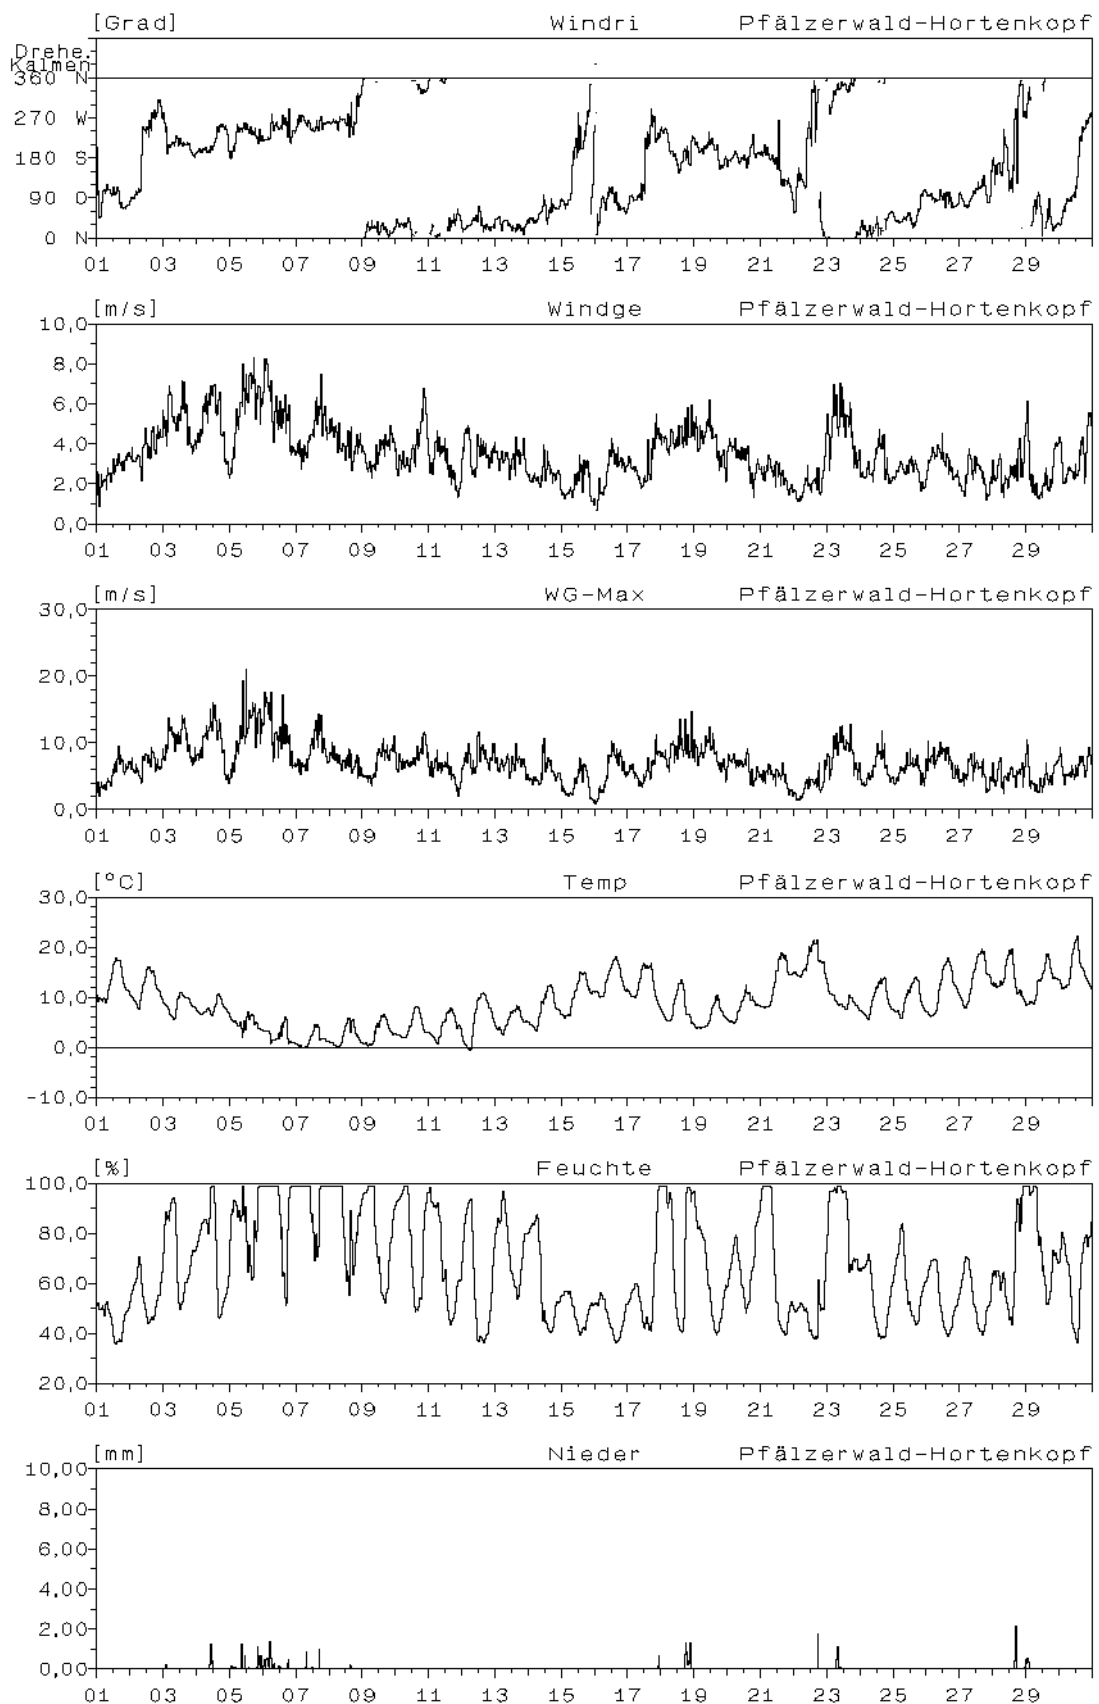 [Grad] Windri Pfälzerwald-Hortenkopf
Drehe.
Kalmen
360 N
270 W
180 S
90 O
0 N
01 03 05 07 09 11 13 15 17 19 21 23 25 27 29
[m/s] Windge Pfälzerwald-Hortenkopf
10,0
8,0
6,0
4,0
2,0
0,0
01 03 05 07 09 11 13 15 17 19 21 23 25 27 29
[m/s] WG-Max Pfälzerwald-Hortenkopf
30,0
20,0
10,0
0,0
01 03 05 07 09 11 13 15 17 19 21 23 25 27 29
[°C] Temp Pfälzerwald-Hortenkopf
30,0
20,0
10,0
0,0
-10,0
01 03 05 07 09 11 13 15 17 19 21 23 25 27 29
[%] Feuchte Pfälzerwald-Hortenkopf
100,0
80,0
60,0
40,0
20,0
01 03 05 07 09 11 13 15 17 19 21 23 25 27 29
[mm] Nieder Pfälzerwald-Hortenkopf
10,00
8,00
6,00
4,00
2,00
0,00
01 03 05 07 09 11 13 15 17 19 21 23 25 27 29